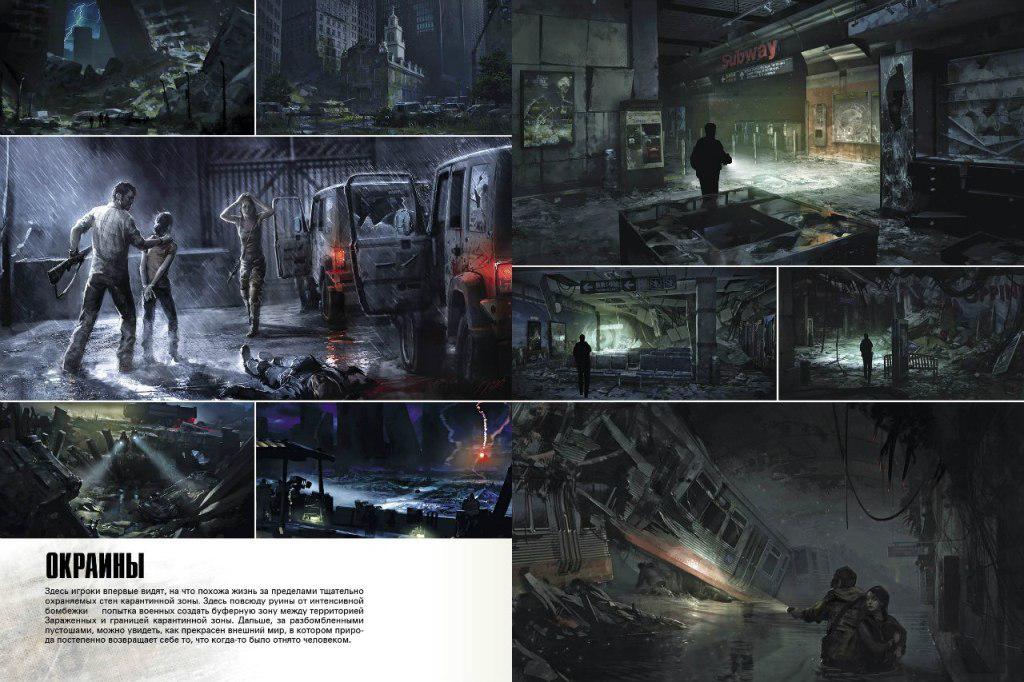 Subway
ОКРАИНЫ
Здесь игроки впервые видят, на что похожа жизнь за пределами тщательно
охраняемых стен карантинной зоны. Здесь повсюду руины от интенсивной
бомбежки попытка военных создать буферную зону между территорией
Зараженных и границей карантинной зоны. Дальше, за разбомбленными
пустошами, можно увидеть, как прекрасен внешний мир, в котором приро-
да постепенно возвращает себе то, что когда-то было отнято человеком.